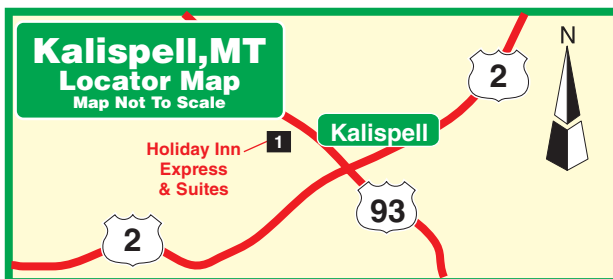 Kalispell,MT
Locator Map
Map Not To Scale
N
2
Kalispell
1
Holiday Inn
Express
& Suites
93
2